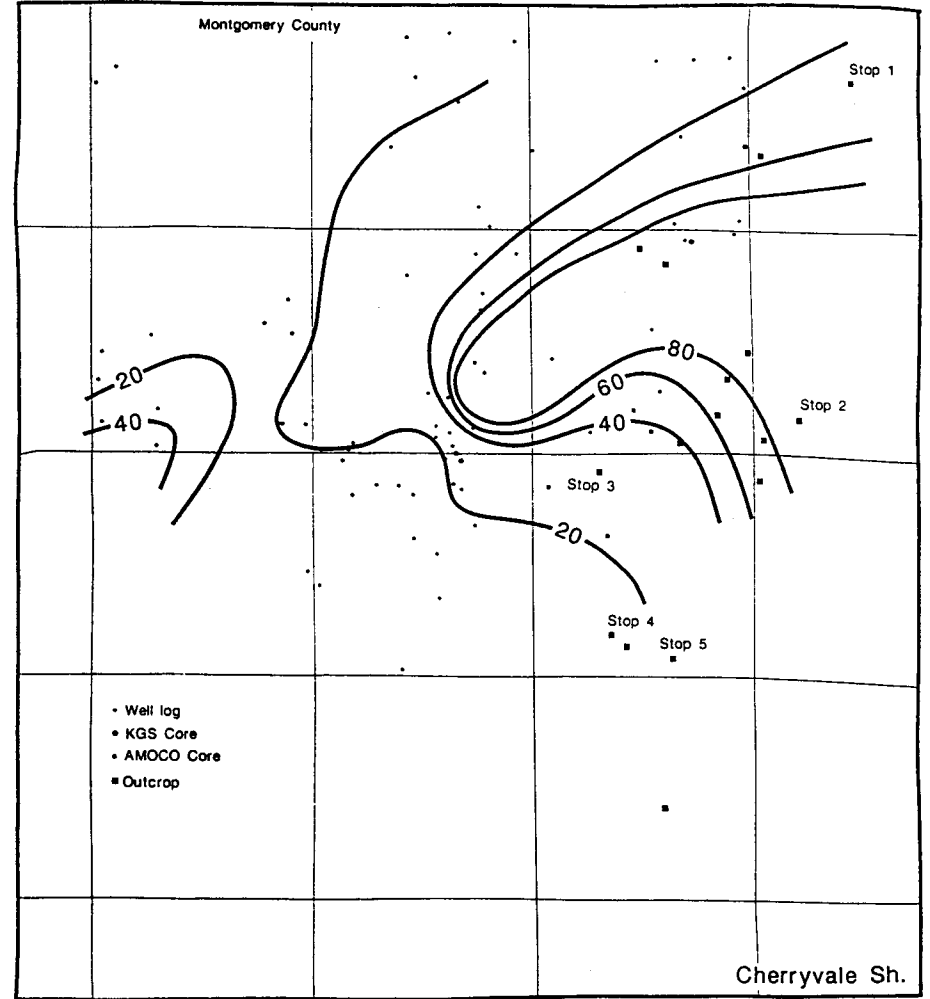 Montgomery County
Stop 1
80
20
60
Stop 2
40
40
Stop 3
20
Stop 4
Stop 5
Well log
KGS Core
AMOCO Core
Outcrop
Cherryvale Sh.